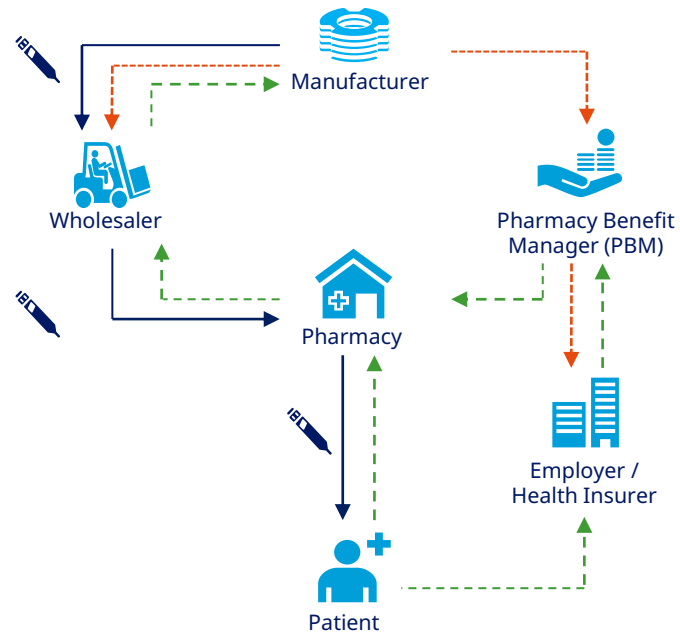 Manufacturer
Wholesaler
Pharmacy Benefit
Manager (PBM)
Pharmacy
Employer /
Health Insurer
Patient